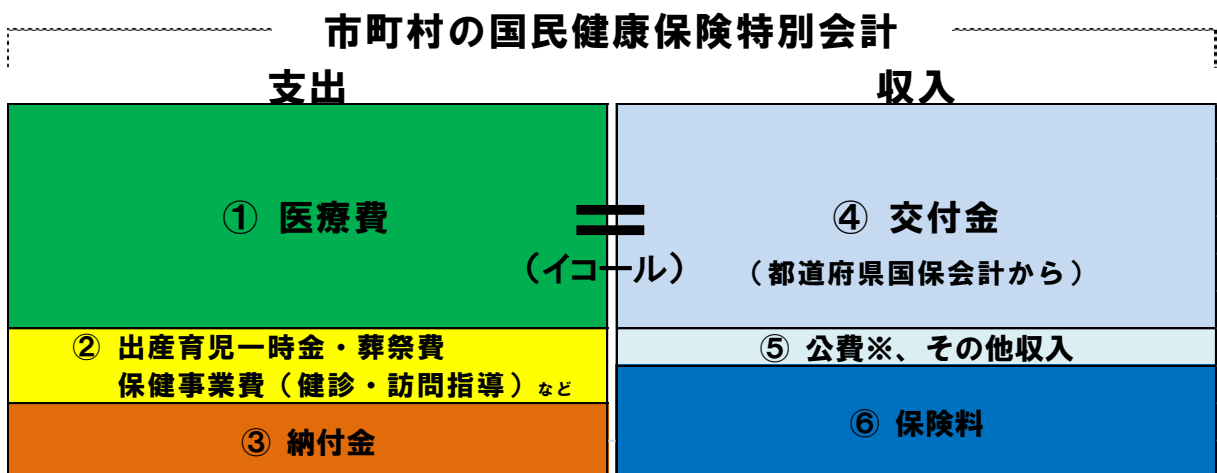 市町村の国民健康保険特別会計
支出
収入
① 医療費
=
(イコール)
④ 交付金
(都道府県国保会計から)
② 出産育児一時金・葬祭費
保健事業費(健診・訪問指導)など
③ 納付金
⑤ 公費※、その他収入
⑥ 保険料